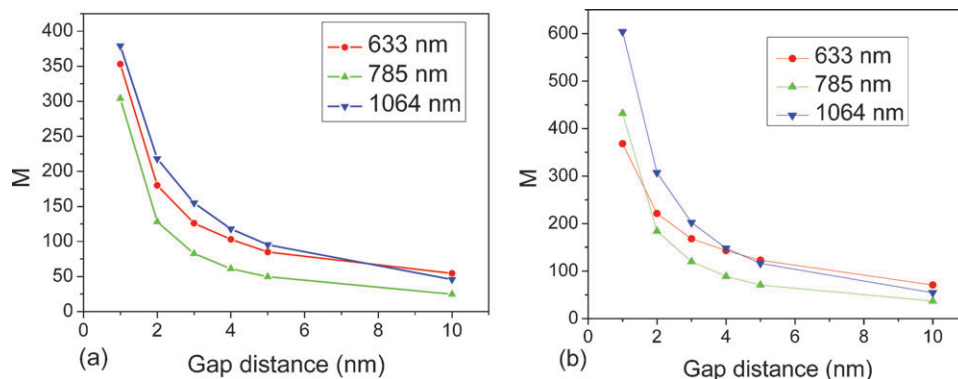 400
350
300
250
200
150
100
50
0
M
633 nm
785 nm
1064 nm
0 2 4 6 8 10
(a) Gap distance (nm)
600
500
400
300
200
100
0
M
633 nm
785 nm
1064 nm
0 2 4 6 8 10
(b) Gap distance (nm)